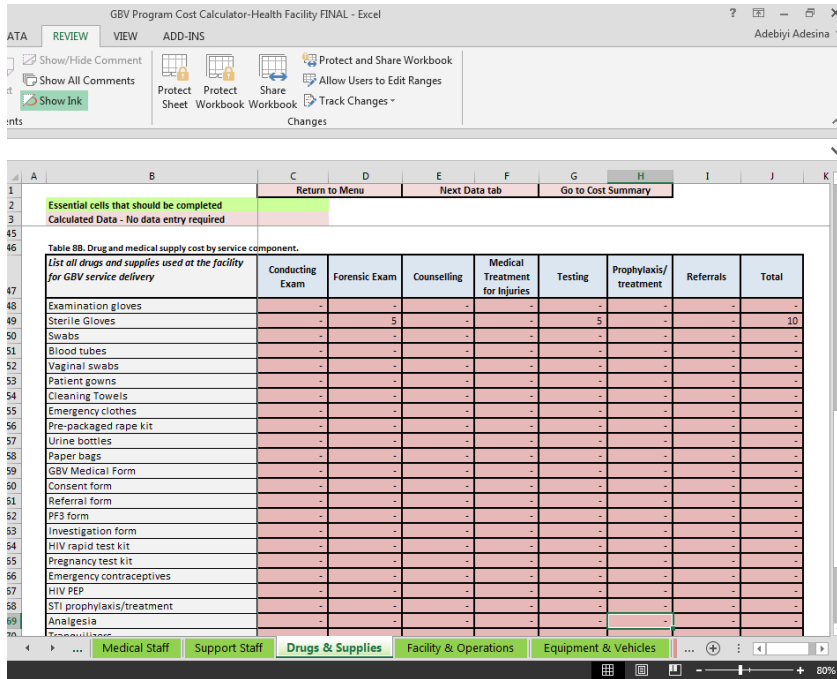 GBV Program Cost Calculator-Health Facility FINAL - Excel
?
ATA REVIEW VIEW ADD-INS Adebiyi Adesina
Show/Hide Comment
Show All Comments
Show Ink
Protect Sheet
Protect Workbook
Share Workbook
Protect and Share Workbook
Allow Users to Edit Ranges
Track Changes
ents Changes
A B C D E F G H I J K
1 Return to Menu Next Data tab Go to Cost Summary
2 Essential cells that should be completed
3 Calculated Data - No data entry required
45
46 Table 8B. Drug and medical supply cost by service component.
47 List all drugs and supplies used at the facility for GBV service delivery Conducting Exam Forensic Exam Counselling Medical Treatment for Injuries Testing Prophylaxis/ treatment Referrals Total
48 Examination gloves - - - - - - - -
49 Sterile Gloves - 5 - - 5 - - 10
50 Swabs - - - - - - - -
51 Blood tubes - - - - - - - -
52 Vaginal swabs - - - - - - - -
53 Patient gowns - - - - - - - -
54 Cleaning Towels - - - - - - - -
55 Emergency clothes - - - - - - - -
56 Pre-packaged rape kit - - - - - - - -
57 Urine bottles - - - - - - - -
58 Paper bags - - - - - - - -
59 GBV Medical Form - - - - - - - -
60 Consent form - - - - - - - -
61 Referral form - - - - - - - -
62 PF3 form - - - - - - - -
63 Investigation form - - - - - - - -
64 HIV rapid test kit - - - - - - - -
65 Pregnancy test kit - - - - - - - -
66 Emergency contraceptives - - - - - - - -
67 HIV PEP - - - - - - - -
68 STI prophylaxis/treatment - - - - - - - -
69 Analgesia - - - - - - - -
70 Tranquilizers
... Medical Staff Support Staff Drugs & Supplies Facility & Operations Equipment & Vehicles ...
80%